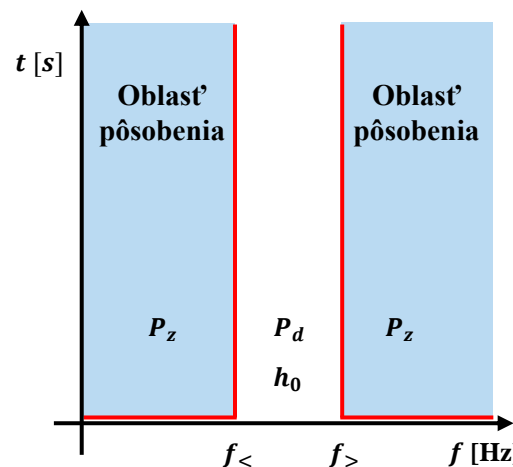 t [s]
Oblasť
pôsobenia
Oblasť
pôsobenia
P_z
P_d
P_z
h_0
f_<
f_>
f [Hz]